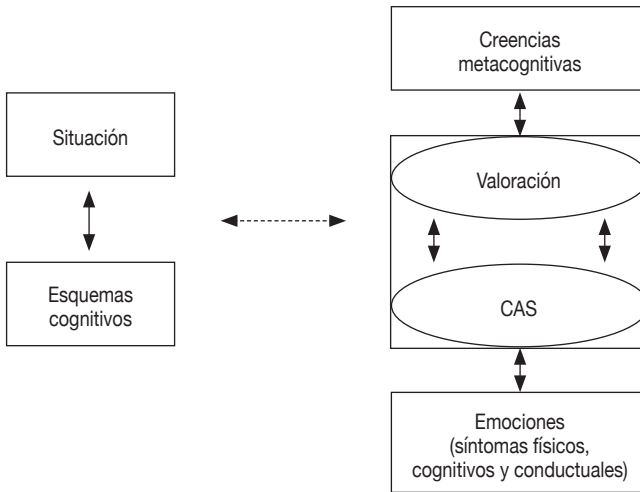 Situación
Esquemas
cognitivos
Creencias
metacognitivas
Valoración
CAS
Emociones
(síntomas físicos,
cognitivos y conductuales)